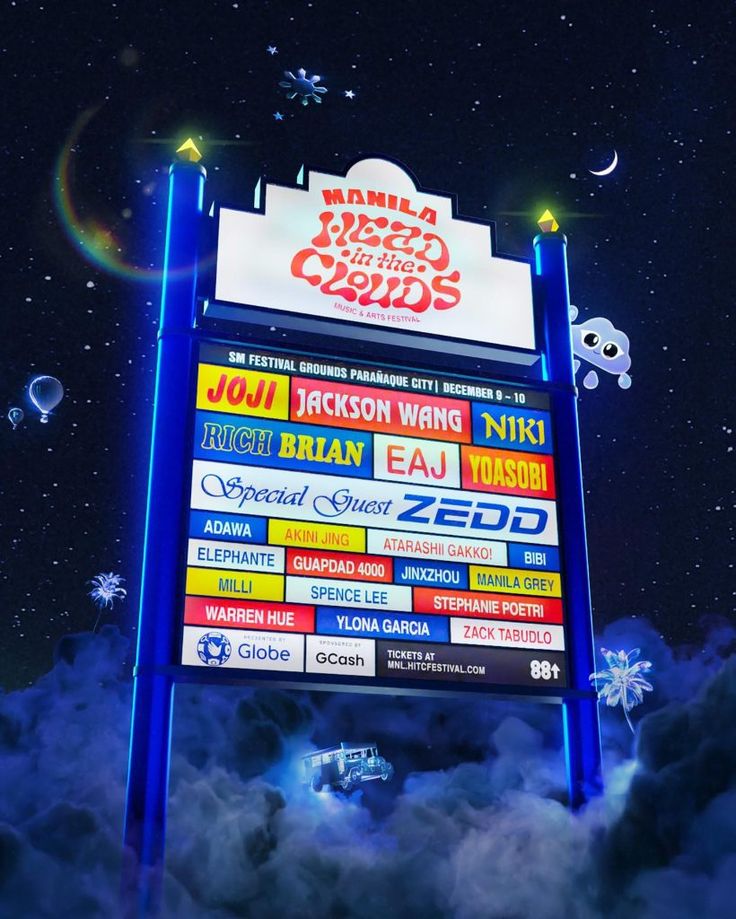 MANILA
HEAD
in the
CLOUDS
MUSIC & ARTS FESTIVAL
SM FESTIVAL GROUNDS PARAÑAQUE CITY | DECEMBER 9 - 10
JOJI JACKSON WANG NIKI
RICH BRIAN EAJ YOASOBI
Special Guest ZEDD
ADAWA AKINI JING ATARASHII GAKKO! BIBI
ELEPHANTE GUAPDAD 4000 JINXZHOU MANILA GREY
MILLI SPENCE LEE STEPHANIE POETRI
WARREN HUE YLONA GARCIA ZACK TABUDLO
PRESENTED BY Globe SPONSORED BY GCash TICKETS AT MNL.HITCFESTIVAL.COM 88↑